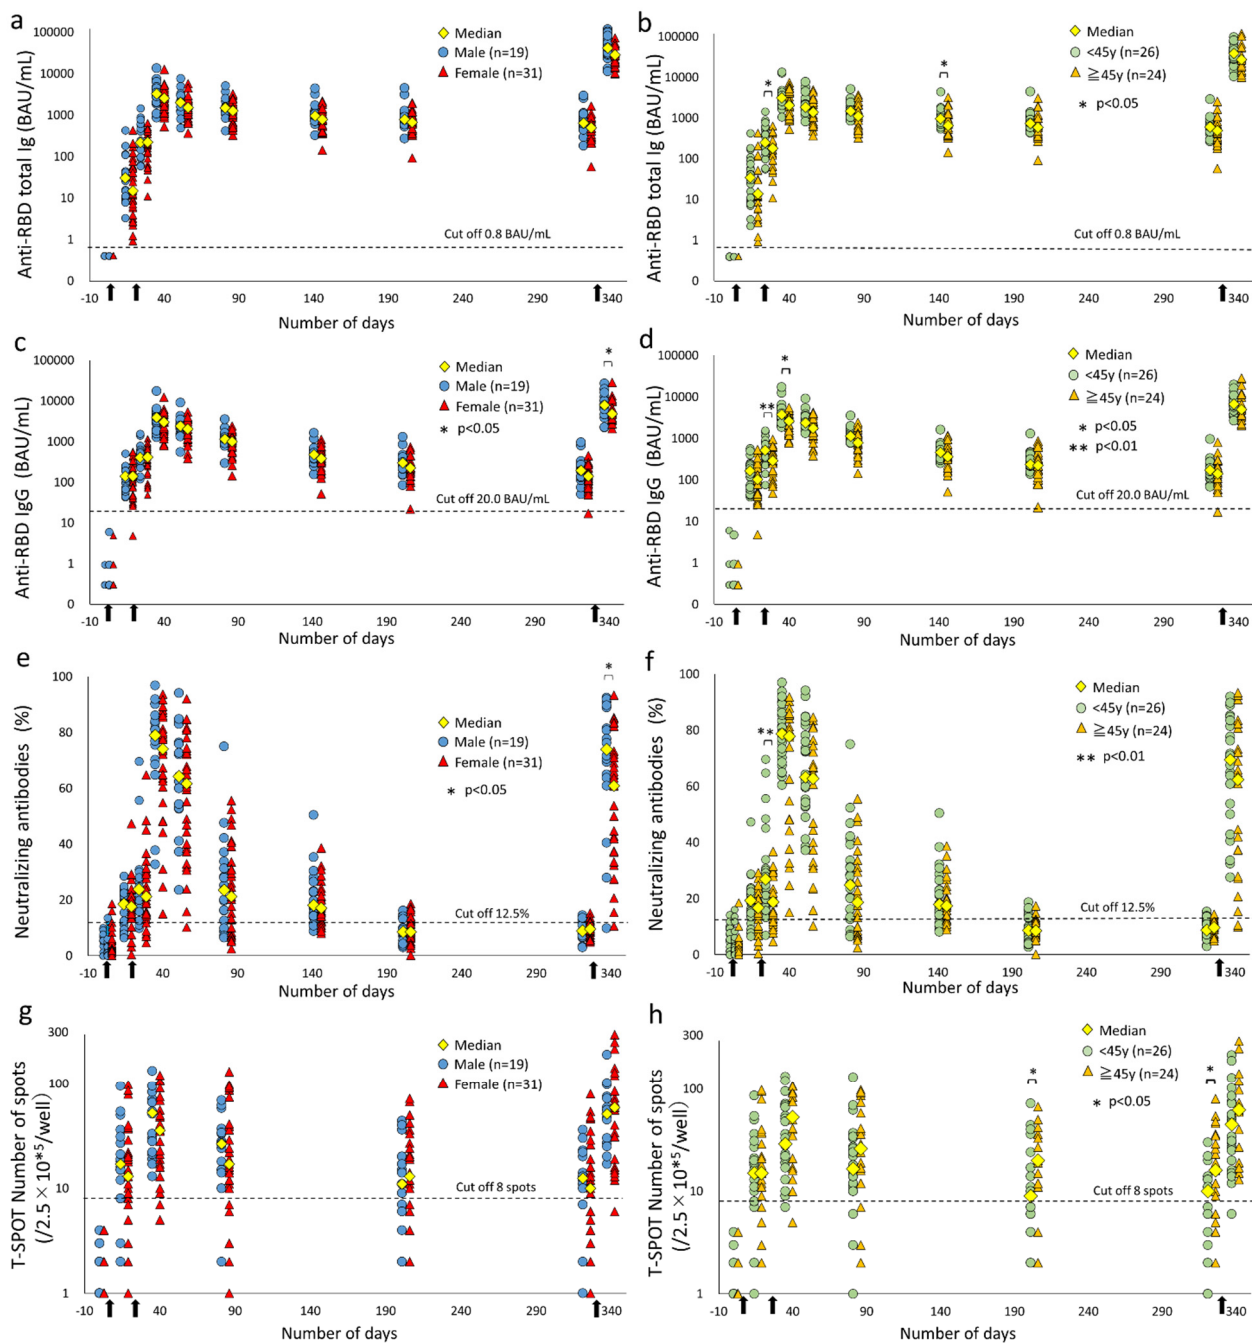 a
Anti-RBD total Ig (BAU/mL)
100000
10000
1000
100
10
1
0
Median
Male (n=19)
Female (n=31)
Cut off 0.8 BAU/mL
-10 40 90 140 190 240 290 340
Number of days
b
Anti-RBD total Ig (BAU/mL)
100000
10000
1000
100
10
1
0
* *
Median
<45y (n=26)
≧45y (n=24)
* p<0.05
Cut off 0.8 BAU/mL
-10 40 90 140 190 240 290 340
Number of days
c
Anti-RBD IgG (BAU/mL)
100000
10000
1000
100
10
1
0
Median
Male (n=19)
Female (n=31)
* p<0.05
*
Cut off 20.0 BAU/mL
-10 40 90 140 190 240 290 340
Number of days
d
Anti-RBD IgG (BAU/mL)
100000
10000
1000
100
10
1
0
*
**
Median
<45y (n=26)
≧45y (n=24)
* p<0.05
** p<0.01
Cut off 20.0 BAU/mL
-10 40 90 140 190 240 290 340
Number of days
e
Neutralizing antibodies (%)
100
80
60
40
20
0
Median
Male (n=19)
Female (n=31)
* p<0.05
*
Cut off 12.5%
-10 40 90 140 190 240 290 340
Number of days
f
Neutralizing antibodies (%)
100
80
60
40
20
0
**
Median
<45y (n=26)
≧45y (n=24)
** p<0.01
Cut off 12.5%
-10 40 90 140 190 240 290 340
Number of days
g
T-SPOT Number of spots
(/2.5 × 10*5/well)
300
100
10
1
Median
Male (n=19)
Female (n=31)
Cut off 8 spots
-10 40 90 140 190 240 290 340
Number of days
h
T-SPOT Number of spots
(/2.5 × 10*5/well)
300
100
10
1
Median
<45y (n=26)
≧45y (n=24)
* p<0.05
* *
Cut off 8 spots
-10 40 90 140 190 240 290 340
Number of days